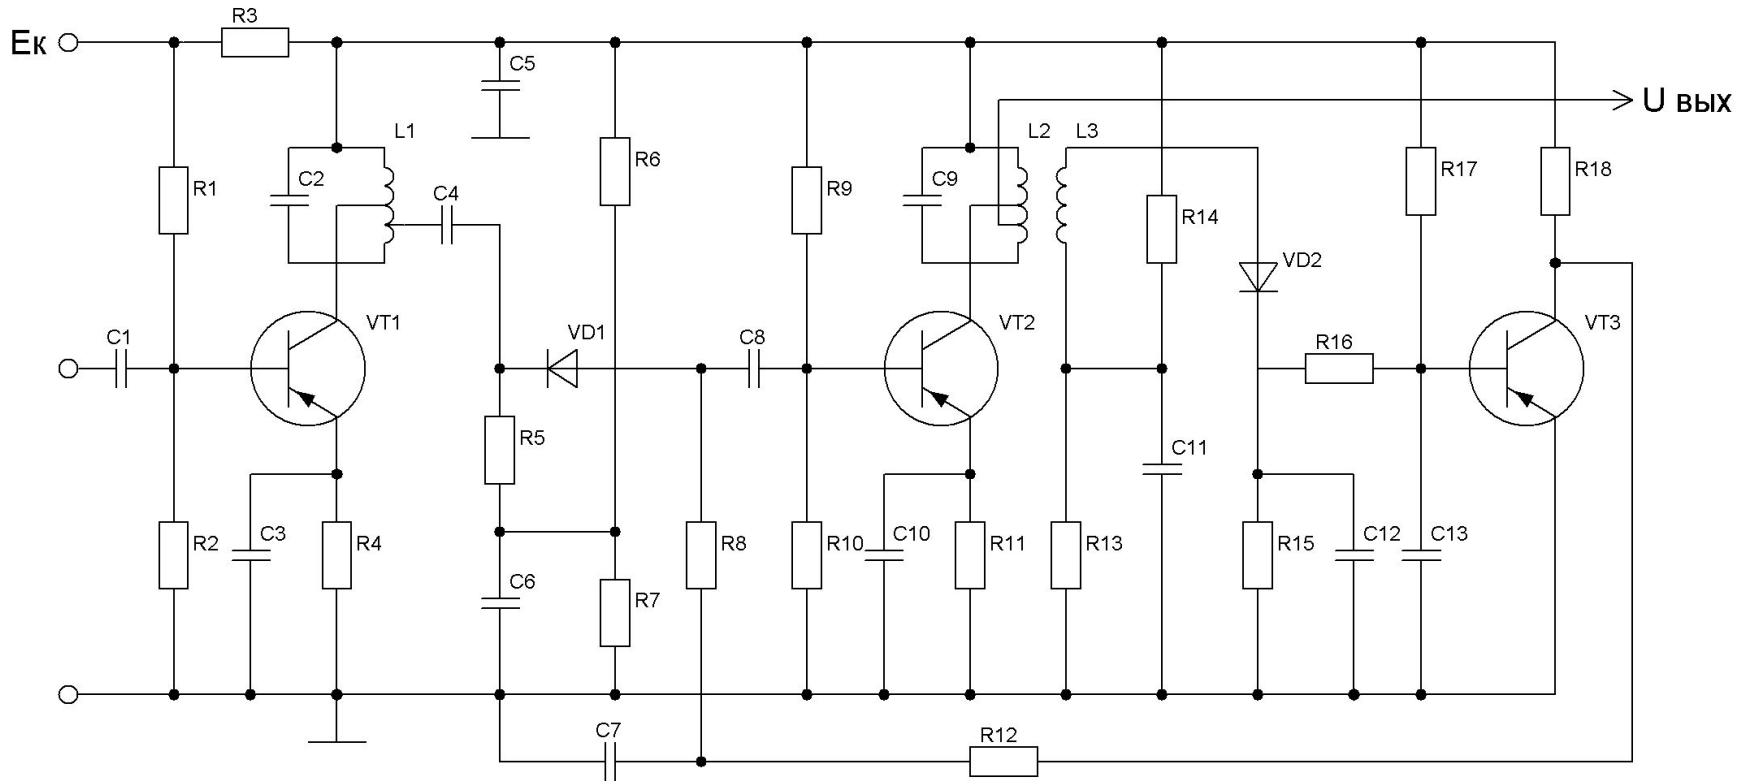 R3
Ек
C5
U вых
L1
L2 L3
R6
R1
C2
C4
R9
C9
R17
R18
R14
VD2
VT1
VT2
VT3
C1
VD1
C8
R16
R5
C11
R2
C3
R4
R8
R10
C10
R11
R13
R15
C12
C13
C6
R7
C7
R12